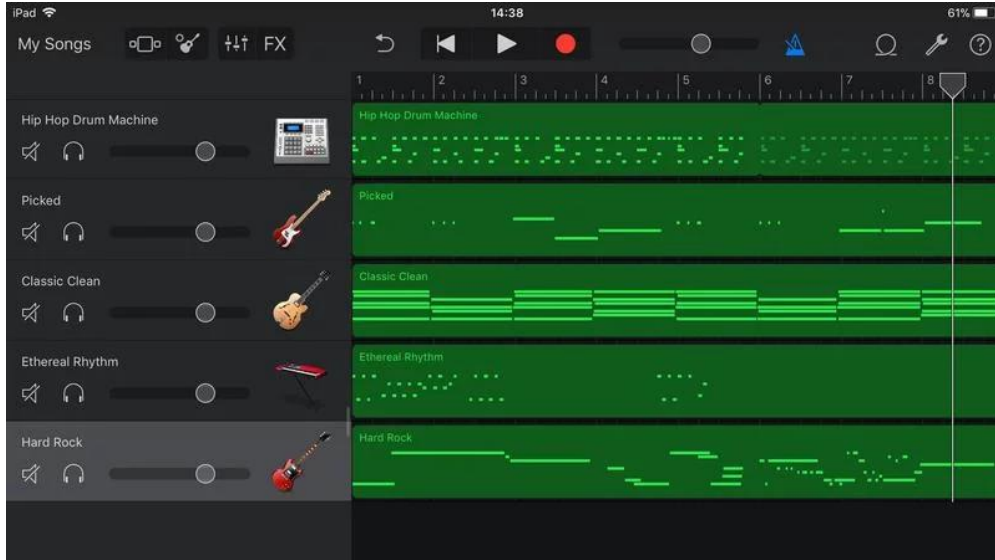 iPad 14:38 61%
My Songs FX ?
1 2 3 4 5 6 7 8
Hip Hop Drum Machine
Hip Hop Drum Machine
Picked
Picked
Classic Clean
Classic Clean
Ethereal Rhythm
Ethereal Rhythm
Hard Rock
Hard Rock